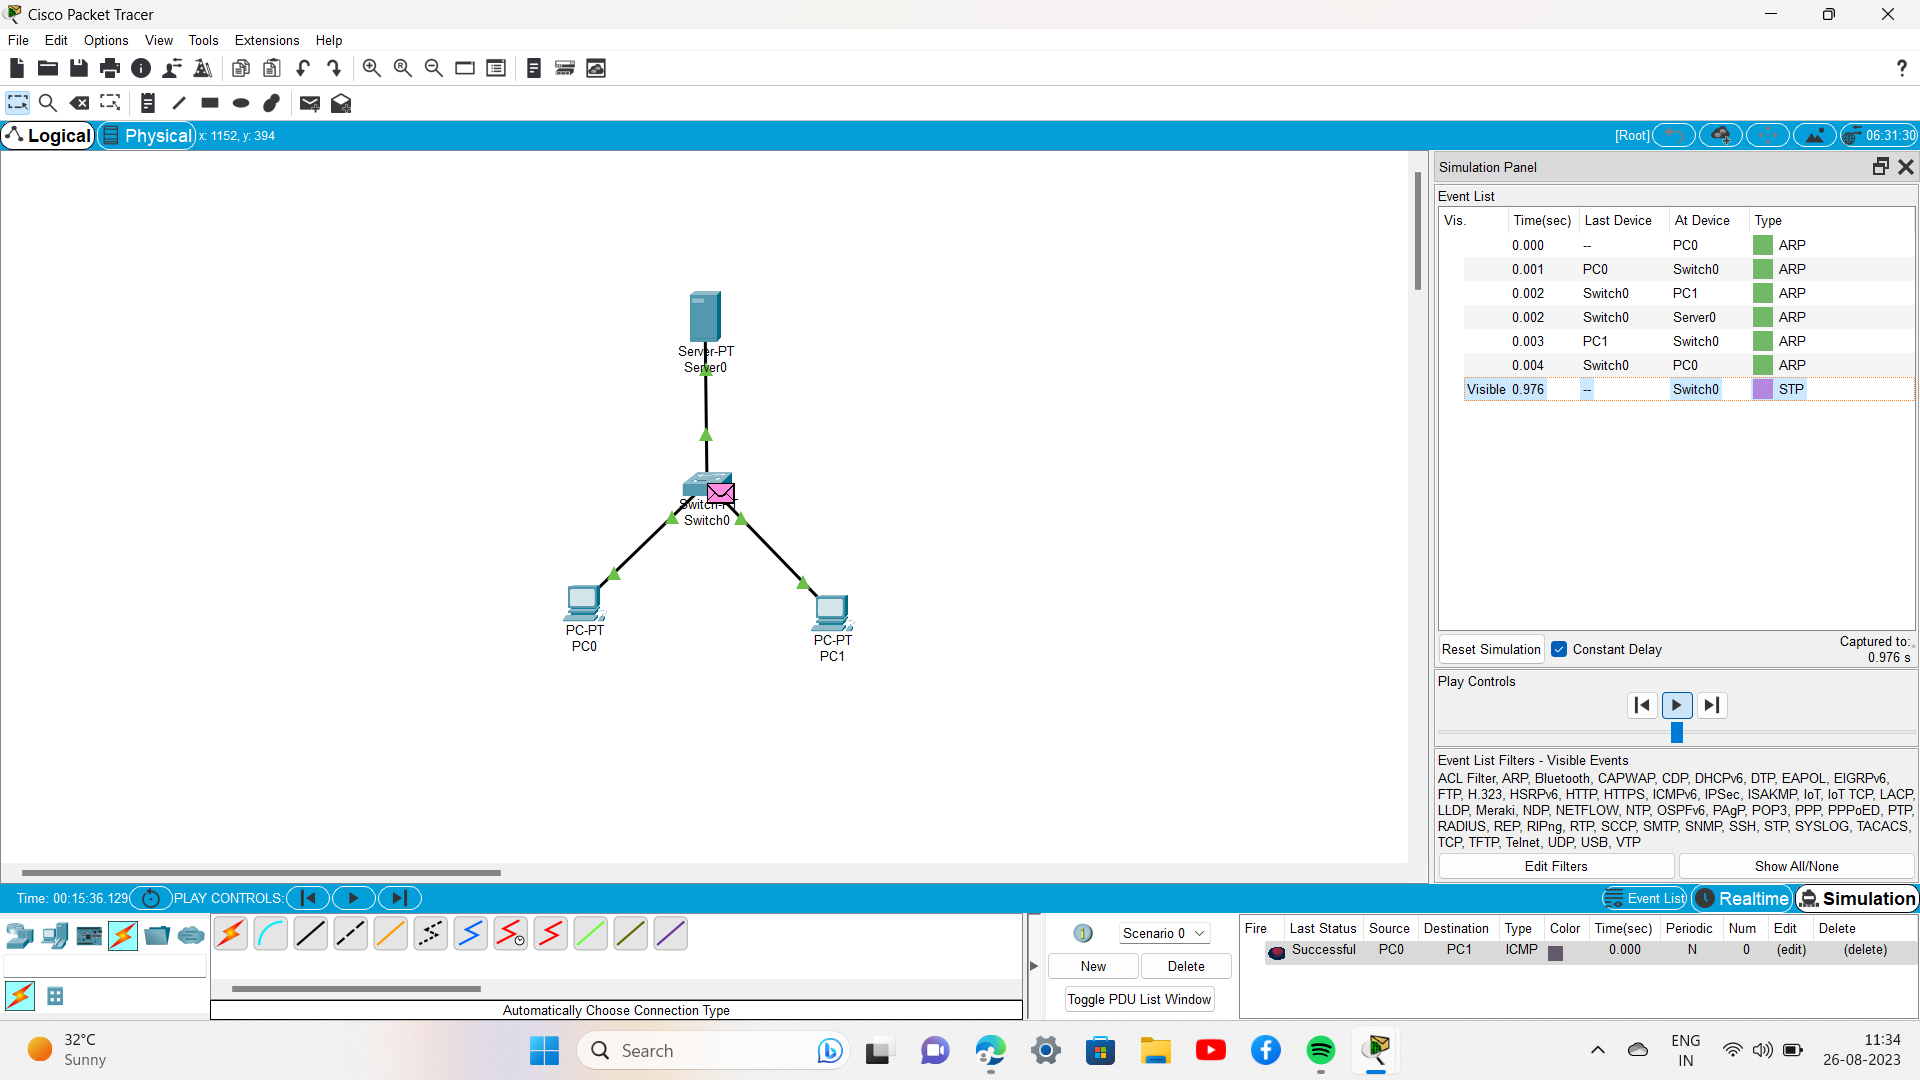 Cisco Packet Tracer
File Edit Options View Tools Extensions Help
?
Logical Physical x: 1152, y: 394 [Root] 06:31:30
Server-PT
Server0
Switch0
PC-PT
PC0
PC-PT
PC1
Simulation Panel
Event List
Vis. Time(sec) Last Device At Device Type
0.000 -- PC0 ARP
0.001 PC0 Switch0 ARP
0.002 Switch0 PC1 ARP
0.002 Switch0 Server0 ARP
0.003 PC1 Switch0 ARP
0.004 Switch0 PC0 ARP
Visible 0.976 -- Switch0 STP
Reset Simulation Constant Delay Captured to:
0.976 s
Play Controls
Event List Filters - Visible Events
ACL Filter, ARP, Bluetooth, CAPWAP, CDP, DHCPv6, DTP, EAPOL, EIGRPv6,
FTP, H.323, HSRPv6, HTTP, HTTPS, ICMPv6, IPSec, ISAKMP, IoT, IoT TCP, LACP,
LLDP, Meraki, NDP, NETFLOW, NTP, OSPFv6, PAgP, POP3, PPP, PPPoED, PTP,
RADIUS, REP, RIPng, RTP, SCCP, SMTP, SNMP, SSH, STP, SYSLOG, TACACS,
TCP, TFTP, Telnet, UDP, USB, VTP
Edit Filters Show All/None
Time: 00:15:36.129 PLAY CONTROLS: Event List Realtime Simulation
Automatically Choose Connection Type
1 Scenario 0
New Delete
Toggle PDU List Window
Fire Last Status Source Destination Type Color Time(sec) Periodic Num Edit Delete
Successful PC0 PC1 ICMP 0.000 N 0 (edit) (delete)
32°C
Sunny
Search
ENG
IN
11:34
26-08-2023